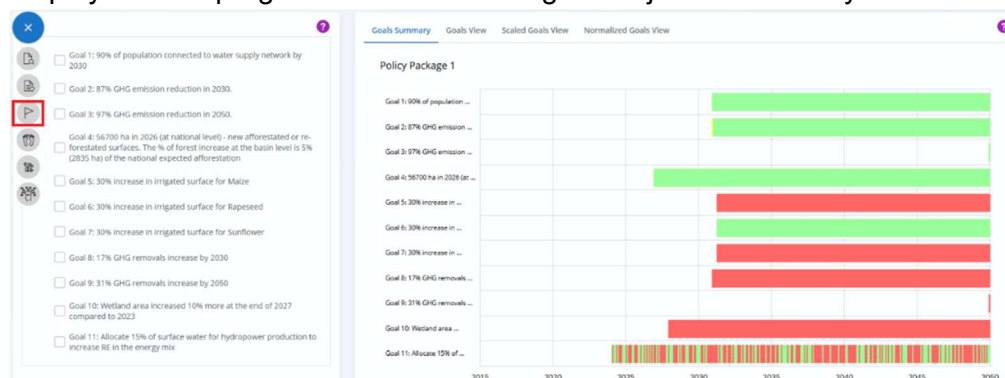 Goals Summary Goals View Scaled Goals View Normalized Goals View
Goal 1: 90% of population connected to water supply network by
2030
Goal 2: 87% GHG emission reduction in 2030.
Goal 3: 97% GHG emission reduction in 2050.
Goal 4: 56700 ha in 2026 (at national level) - new afforestated or re-
forestated surfaces. The % of forest increase at the basin level is 5%
(2835 ha) of the national expected afforestation
Goal 5: 30% increase in irrigated surface for Maize
Goal 6: 30% increase in irrigated surface for Rapeseed
Goal 7: 30% increase in irrigated surface for Sunflower
Goal 8: 17% GHG removals increase by 2030
Goal 9: 31% GHG removals increase by 2050
Goal 10: Wetland area increased 10% more at the end of 2027
compared to 2023
Goal 11: Allocate 15% of surface water for hydropower production to
increase RE in the energy mix
Policy Package 1
Goal 1: 90% of population ...
Goal 2: 87% GHG emission ...
Goal 3: 97% GHG emission ...
Goal 4: 56700 ha in 2026 (at ...
Goal 5: 30% increase in ...
Goal 6: 30% increase in ...
Goal 7: 30% increase in ...
Goal 8: 17% GHG removals ...
Goal 9: 31% GHG removals ...
Goal 10: Wetland area ...
Goal 11: Allocate 15% of ...
2015 2020 2025 2030 2035 2040 2045 2050